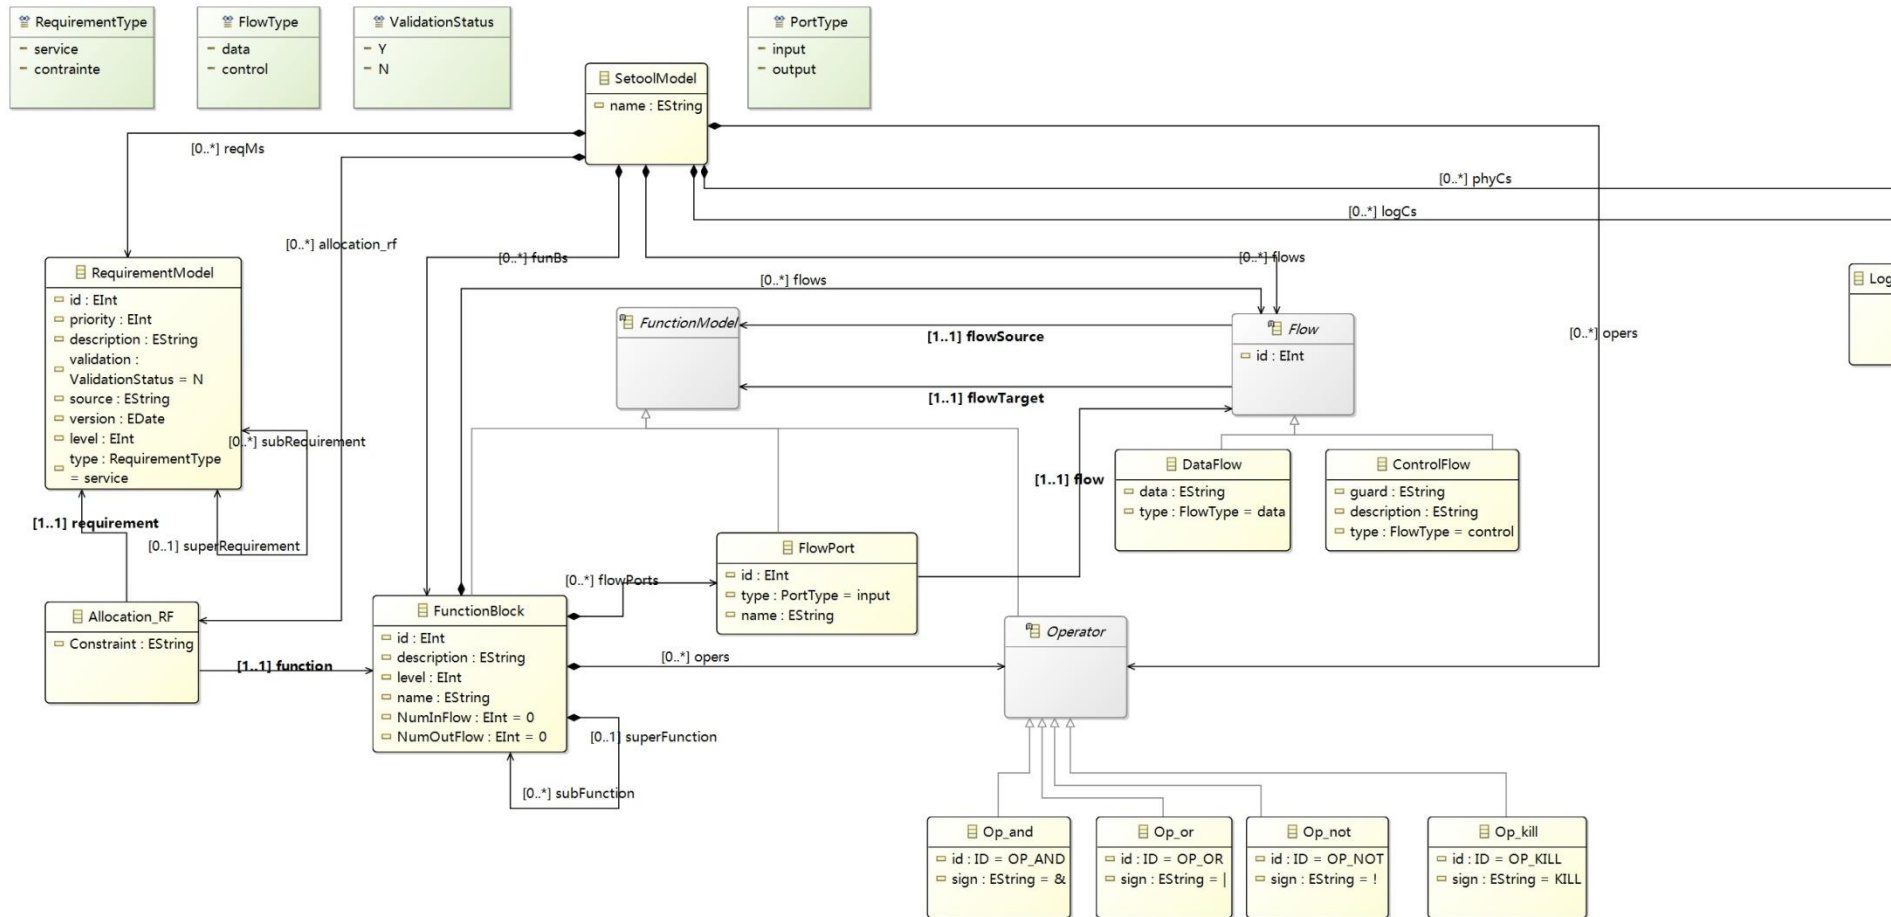 RequirementType
service
contrainte
FlowType
data
control
ValidationStatus
Y
N
PortType
input
output
SetoolModel
name : EString
[0..*] reqMs
[0..*] allocation_rf
[0..*] funBs
[0..*] flows
[0..*] flows
[0..*] phyCs
[0..*] logCs
[0..*] opers
RequirementModel
id : EInt
priority : EInt
description : EString
validation :
ValidationStatus = N
source : EString
version : EDate
level : EInt
type : RequirementType
= service
[0..*] subRequirement
[0..1] superRequirement
[1..1] requirement
FunctionModel
[1..1] flowSource
[1..1] flowTarget
Flow
id : EInt
Log
[1..1] flow
DataFlow
data : EString
type : FlowType = data
ControlFlow
guard : EString
description : EString
type : FlowType = control
FlowPort
id : EInt
type : PortType = input
name : EString
[0..*] flowPorts
Allocation_RF
Constraint : EString
[1..1] function
FunctionBlock
id : EInt
description : EString
level : EInt
name : EString
NumInFlow : EInt = 0
NumOutFlow : EInt = 0
[0..*] opers
[0..1] superFunction
[0..*] subFunction
Operator
Op_and
id : ID = OP_AND
sign : EString = &
Op_or
id : ID = OP_OR
sign : EString = |
Op_not
id : ID = OP_NOT
sign : EString = !
Op_kill
id : ID = OP_KILL
sign : EString = KILL